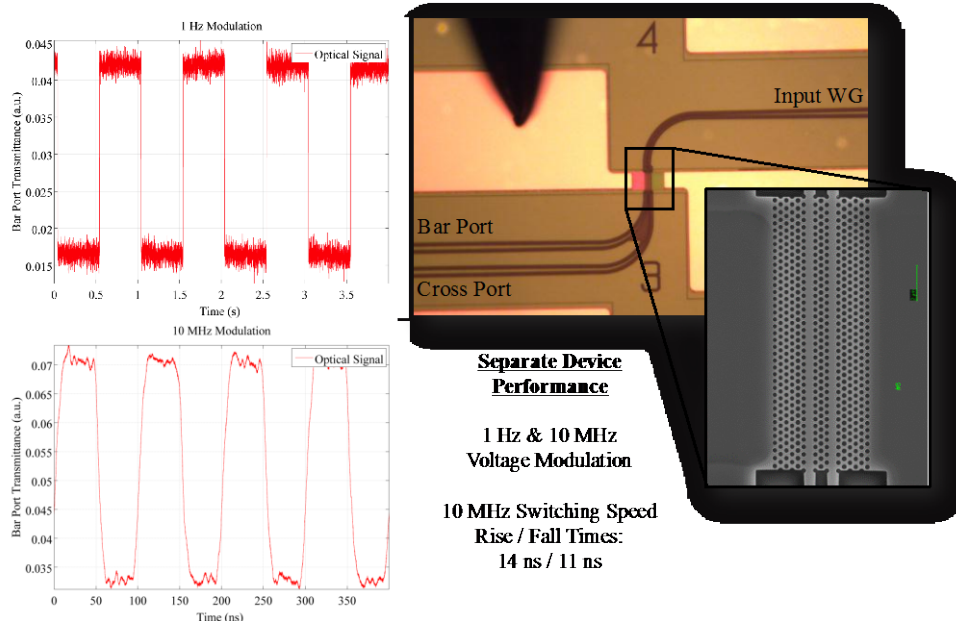 1 Hz Modulation
Optical Signal
0.045
0.04
0.035
0.03
0.025
0.02
0.015
Bar Port Transmittance (a.u.)
0
0.5
1
1.5
2
2.5
3
3.5
Time (s)
10 MHz Modulation
Optical Signal
0.07
0.065
0.06
0.055
0.05
0.045
0.04
0.035
Bar Port Transmittance (a.u.)
0
50
100
150
200
250
300
350
Time (ns)
4
Input WG
Bar Port
Cross Port
3
Separate Device
Performance
1 Hz & 10 MHz
Voltage Modulation
10 MHz Switching Speed
Rise / Fall Times:
14 ns / 11 ns